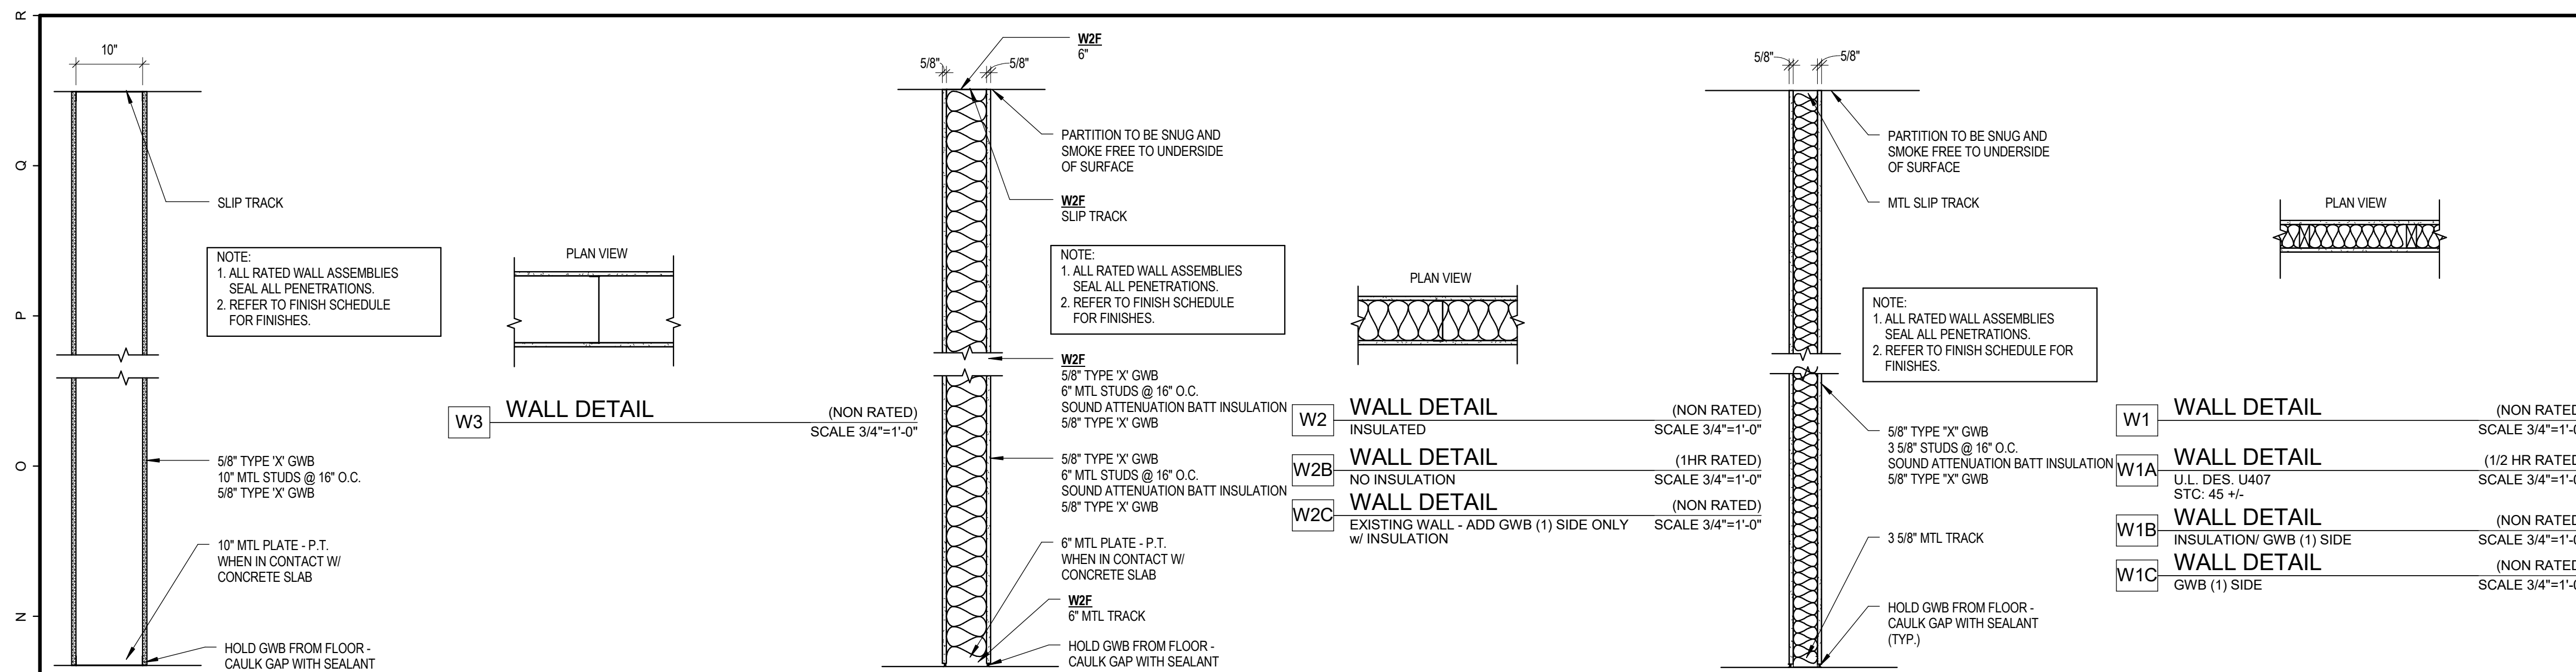 R
Q
P
O
N
10"
SLIP TRACK
NOTE:
1. ALL RATED WALL ASSEMBLIES
SEAL ALL PENETRATIONS.
2. REFER TO FINISH SCHEDULE
FOR FINISHES.
5/8" TYPE 'X' GWB
10" MTL STUDS @ 16" O.C.
5/8" TYPE 'X' GWB
10" MTL PLATE - P.T.
WHEN IN CONTACT W/
CONCRETE SLAB
HOLD GWB FROM FLOOR -
CAULK GAP WITH SEALANT
PLAN VIEW
W3 WALL DETAIL (NON RATED)
SCALE 3/4"=1'-0"
5/8" 5/8"
W2F
6"
PARTITION TO BE SNUG AND
SMOKE FREE TO UNDERSIDE
OF SURFACE
W2F
SLIP TRACK
NOTE:
1. ALL RATED WALL ASSEMBLIES
SEAL ALL PENETRATIONS.
2. REFER TO FINISH SCHEDULE
FOR FINISHES.
W2F
5/8" TYPE 'X' GWB
6" MTL STUDS @ 16" O.C.
SOUND ATTENUATION BATT INSULATION
5/8" TYPE 'X' GWB
5/8" TYPE 'X' GWB
6" MTL STUDS @ 16" O.C.
SOUND ATTENUATION BATT INSULATION
5/8" TYPE 'X' GWB
6" MTL PLATE - P.T.
WHEN IN CONTACT W/
CONCRETE SLAB
W2F
6" MTL TRACK
HOLD GWB FROM FLOOR -
CAULK GAP WITH SEALANT
PLAN VIEW
W2 WALL DETAIL (NON RATED)
INSULATED SCALE 3/4"=1'-0"
W2B WALL DETAIL (1HR RATED)
NO INSULATION SCALE 3/4"=1'-0"
W2C WALL DETAIL (NON RATED)
EXISTING WALL - ADD GWB (1) SIDE ONLY SCALE 3/4"=1'-0"
w/ INSULATION
5/8" 5/8"
PARTITION TO BE SNUG AND
SMOKE FREE TO UNDERSIDE
OF SURFACE
MTL SLIP TRACK
NOTE:
1. ALL RATED WALL ASSEMBLIES
SEAL ALL PENETRATIONS.
2. REFER TO FINISH SCHEDULE FOR
FINISHES.
5/8" TYPE "X" GWB
3 5/8" STUDS @ 16" O.C.
SOUND ATTENUATION BATT INSULATION
5/8" TYPE "X" GWB
3 5/8" MTL TRACK
HOLD GWB FROM FLOOR -
CAULK GAP WITH SEALANT
(TYP.)
PLAN VIEW
W1 WALL DETAIL (NON
SCALE
W1A WALL DETAIL (1/2 HR
U.L. DES. U407 SCALE
STC: 45 +/-
W1B WALL DETAIL (NON
INSULATION/ GWB (1) SIDE SCALE
W1C WALL DETAIL (NON
GWB (1) SIDE SCALE